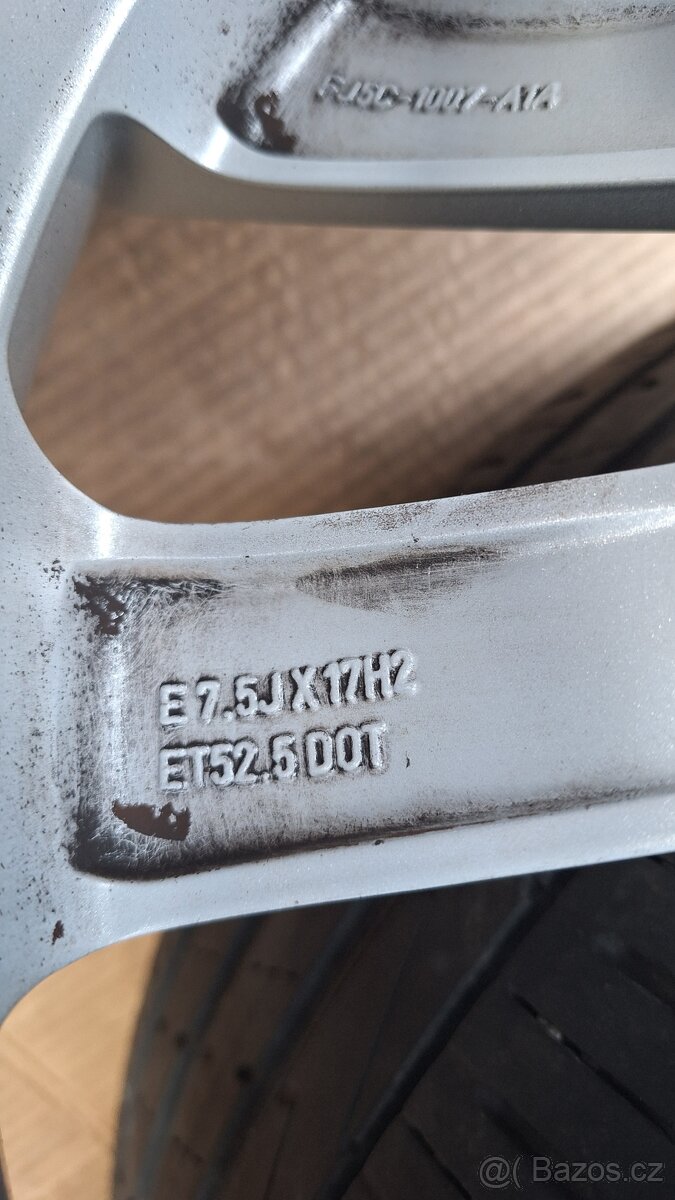 FJ5C-1007-A1A
E 7.5J X 17H2
ET52.5 DOT
@( Bazos.cz